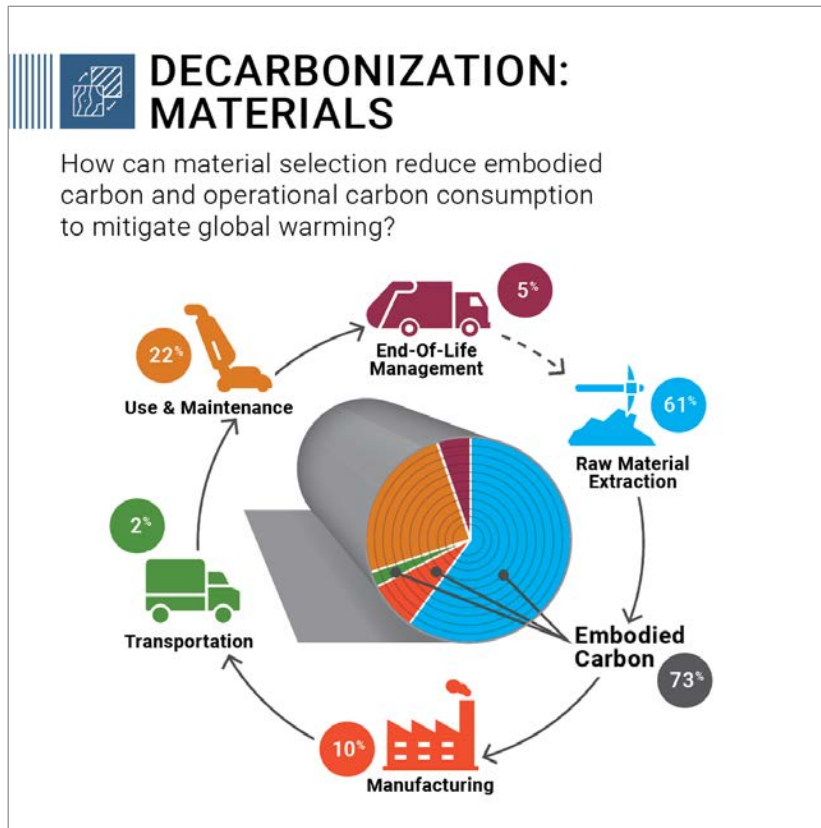 DECARBONIZATION:
MATERIALS
How can material selection reduce embodied
carbon and operational carbon consumption
to mitigate global warming?
5%
End-Of-Life
Management
22%
Use & Maintenance
61%
Raw Material
Extraction
2%
Transportation
Embodied
Carbon
73%
10%
Manufacturing